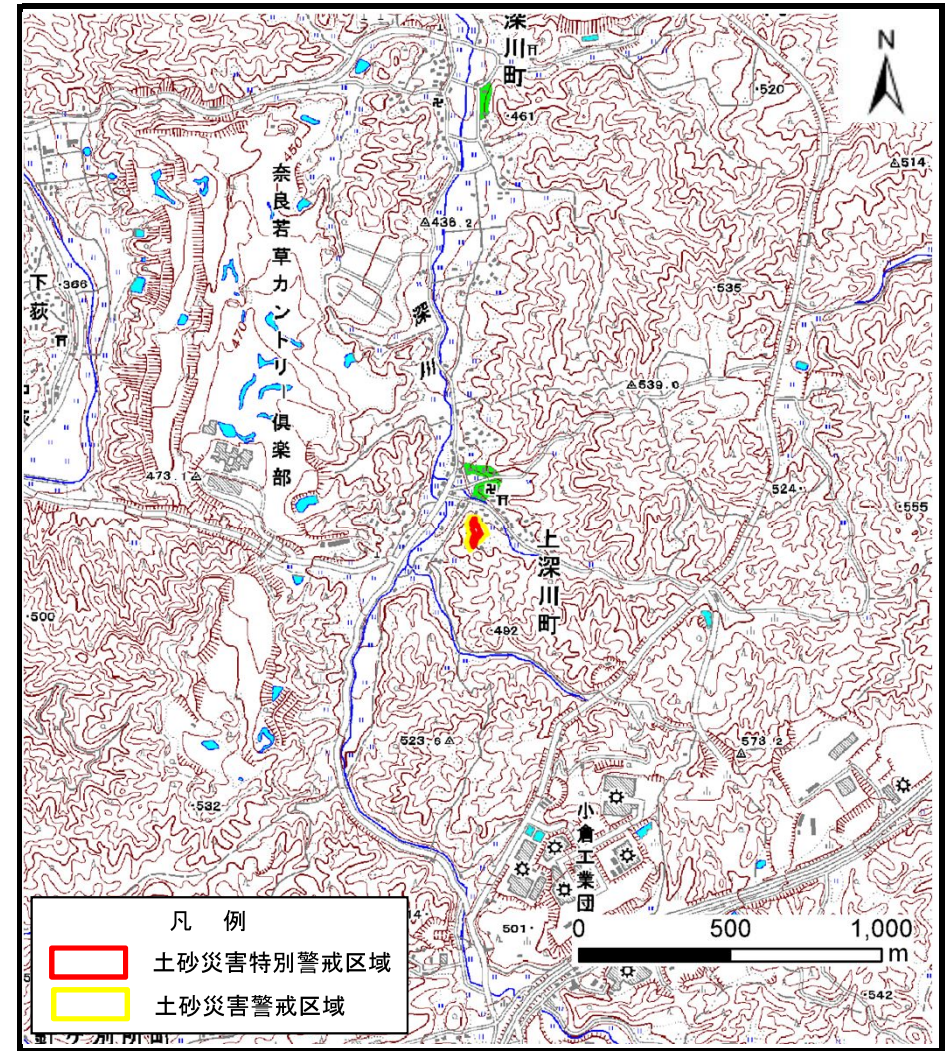 深川町
N
・520
・461
△514
奈良若草カントリー倶楽部
450
△436.2
下荻
・366
・535
深川
△539.0
473.1△
524・
・555
上深川町
・500
・492
523.6△
573.2
△
・532
小倉工業団
501・
0 500 1,000
m
・542
凡 例
土砂災害特別警戒区域
土砂災害警戒区域